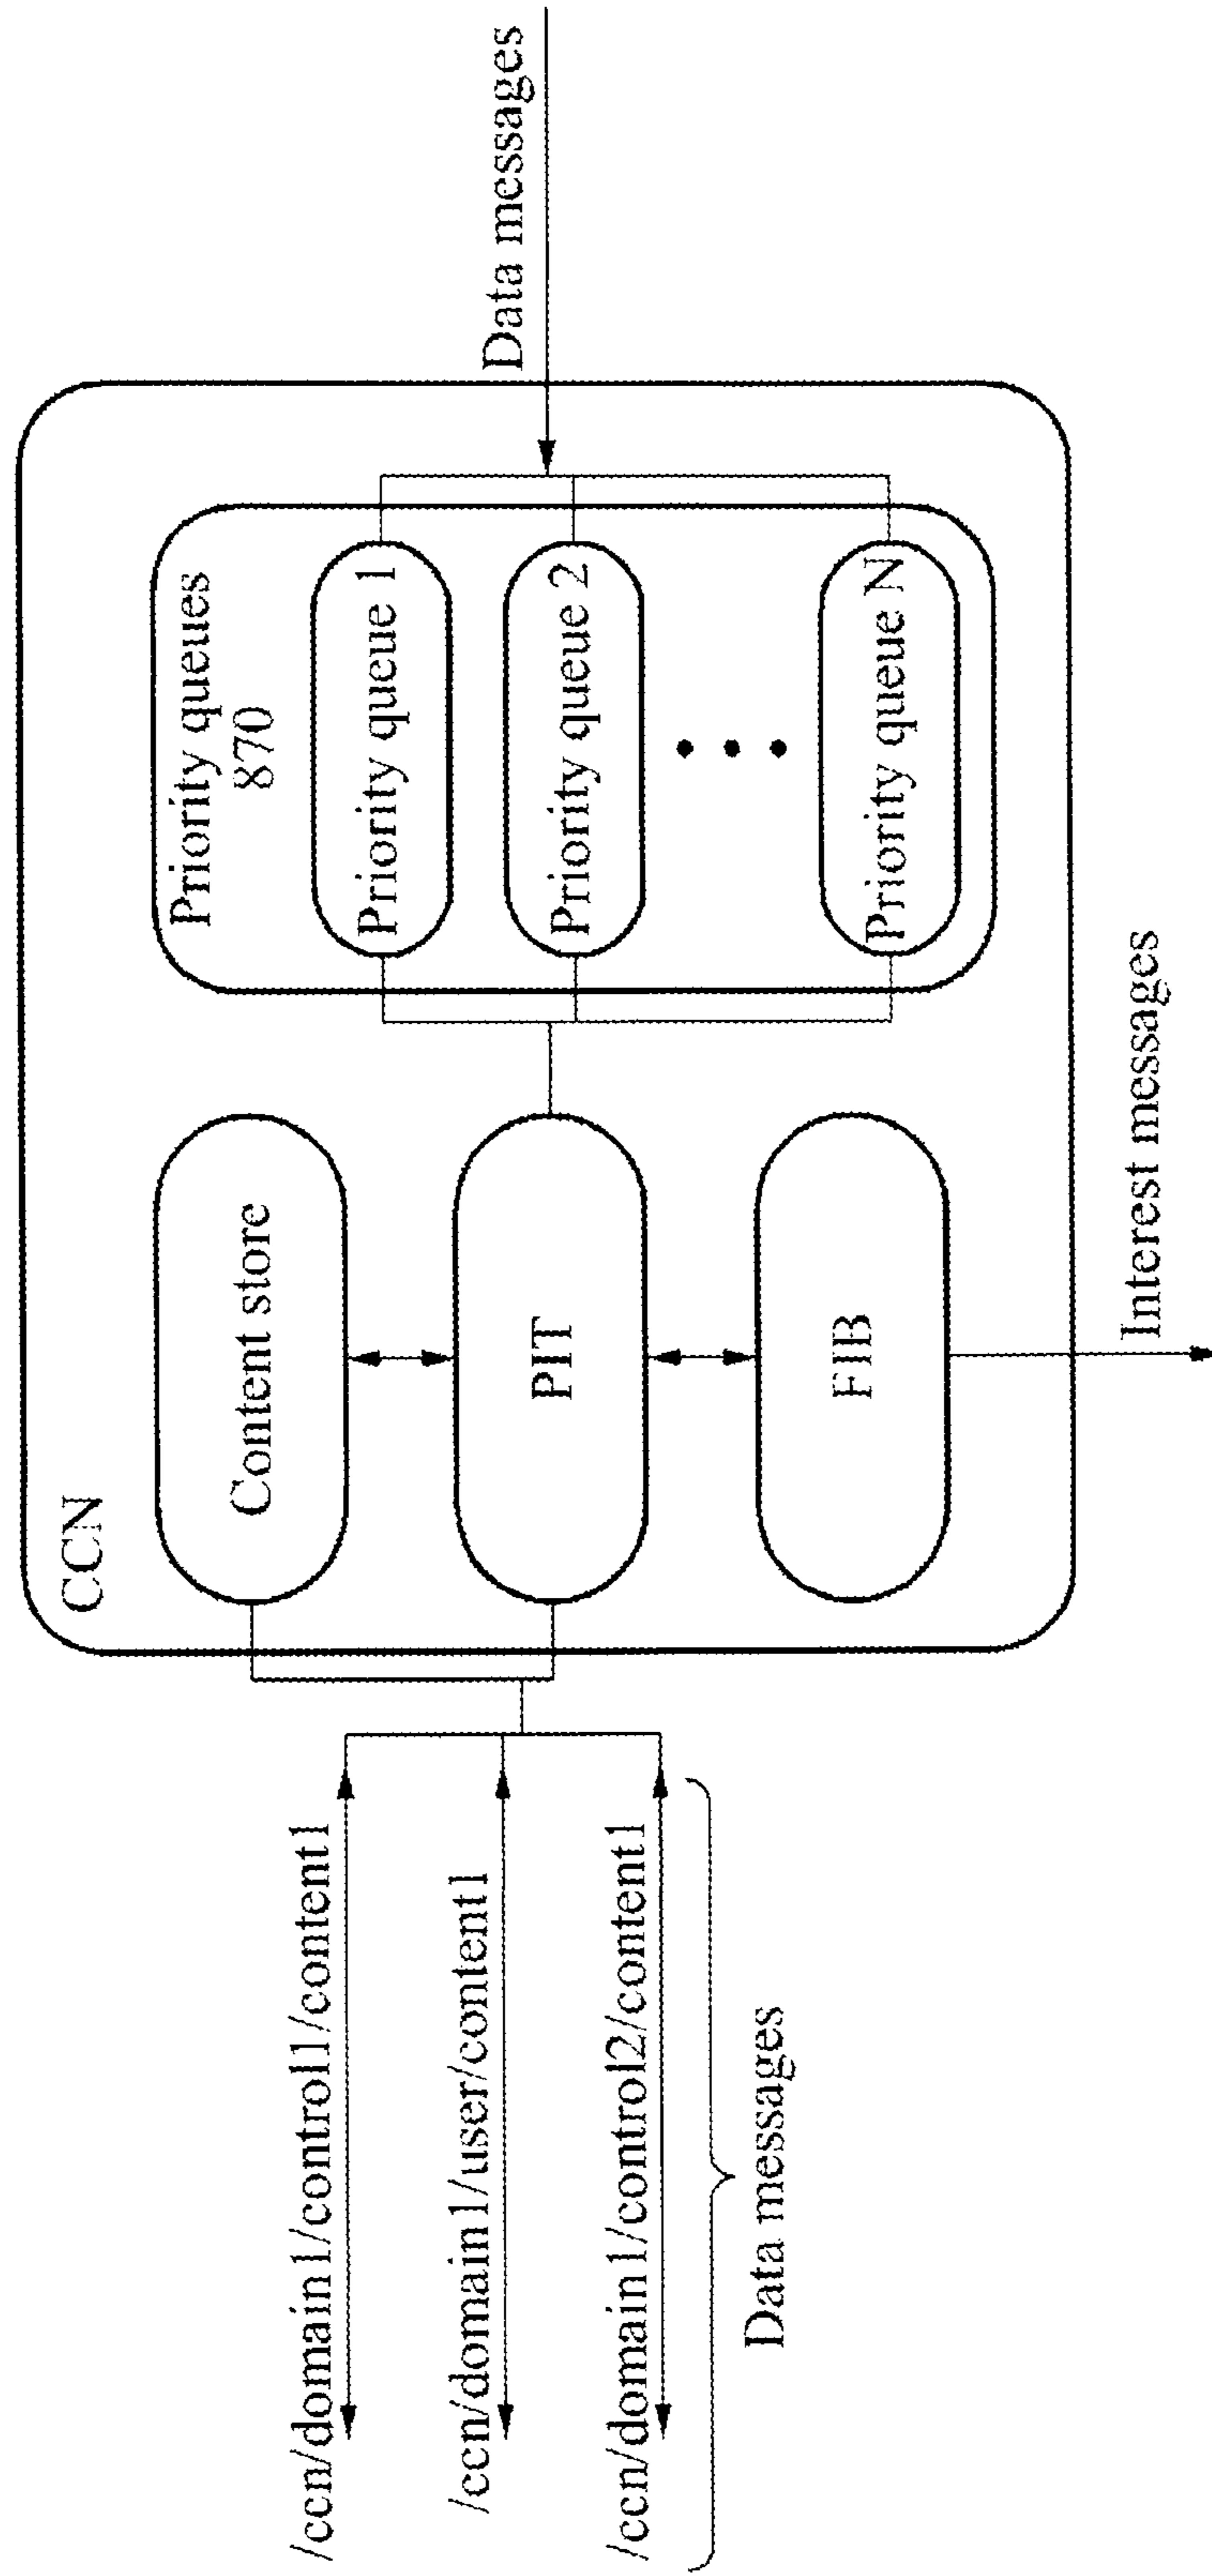 CCN
Content store
PIT
FIB
Priority queues
870
Priority queue 1
Priority queue 2
Priority queue N
Data messages
Interest messages
/ccn/domain1/control1/content1
/ccn/domain1/user/content1
/ccn/domain1/control2/content1
Data messages